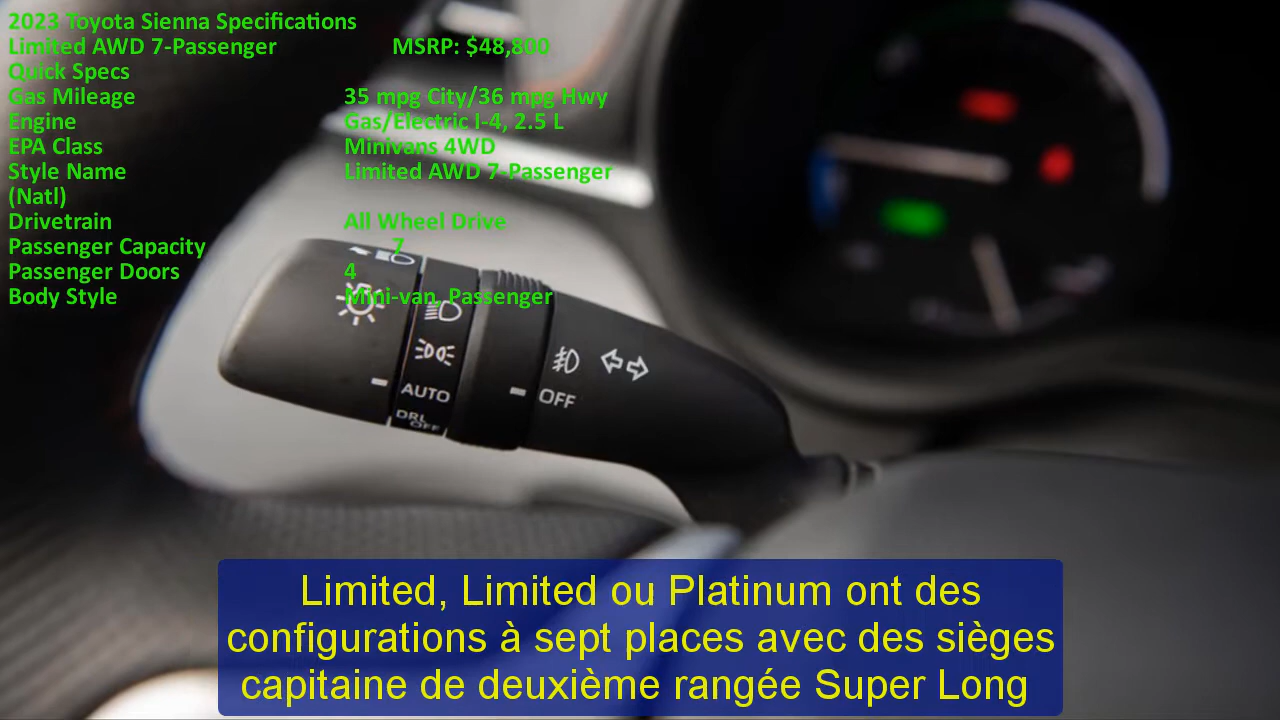 2023 Toyota Sienna Specifications
Limited AWD 7-Passenger MSRP: $48,800
Quick Specs
Gas Mileage 35 mpg City/36 mpg Hwy
Engine Gas/Electric I-4, 2.5 L
EPA Class Minivans 4WD
Style Name Limited AWD 7-Passenger
(Natl)
Drivetrain All Wheel Drive
Passenger Capacity 7
Passenger Doors 4
Body Style Mini-van, Passenger
AUTO OFF
DRL
OFF
Limited, Limited ou Platinum ont des
configurations à sept places avec des sièges
capitaine de deuxième rangée Super Long